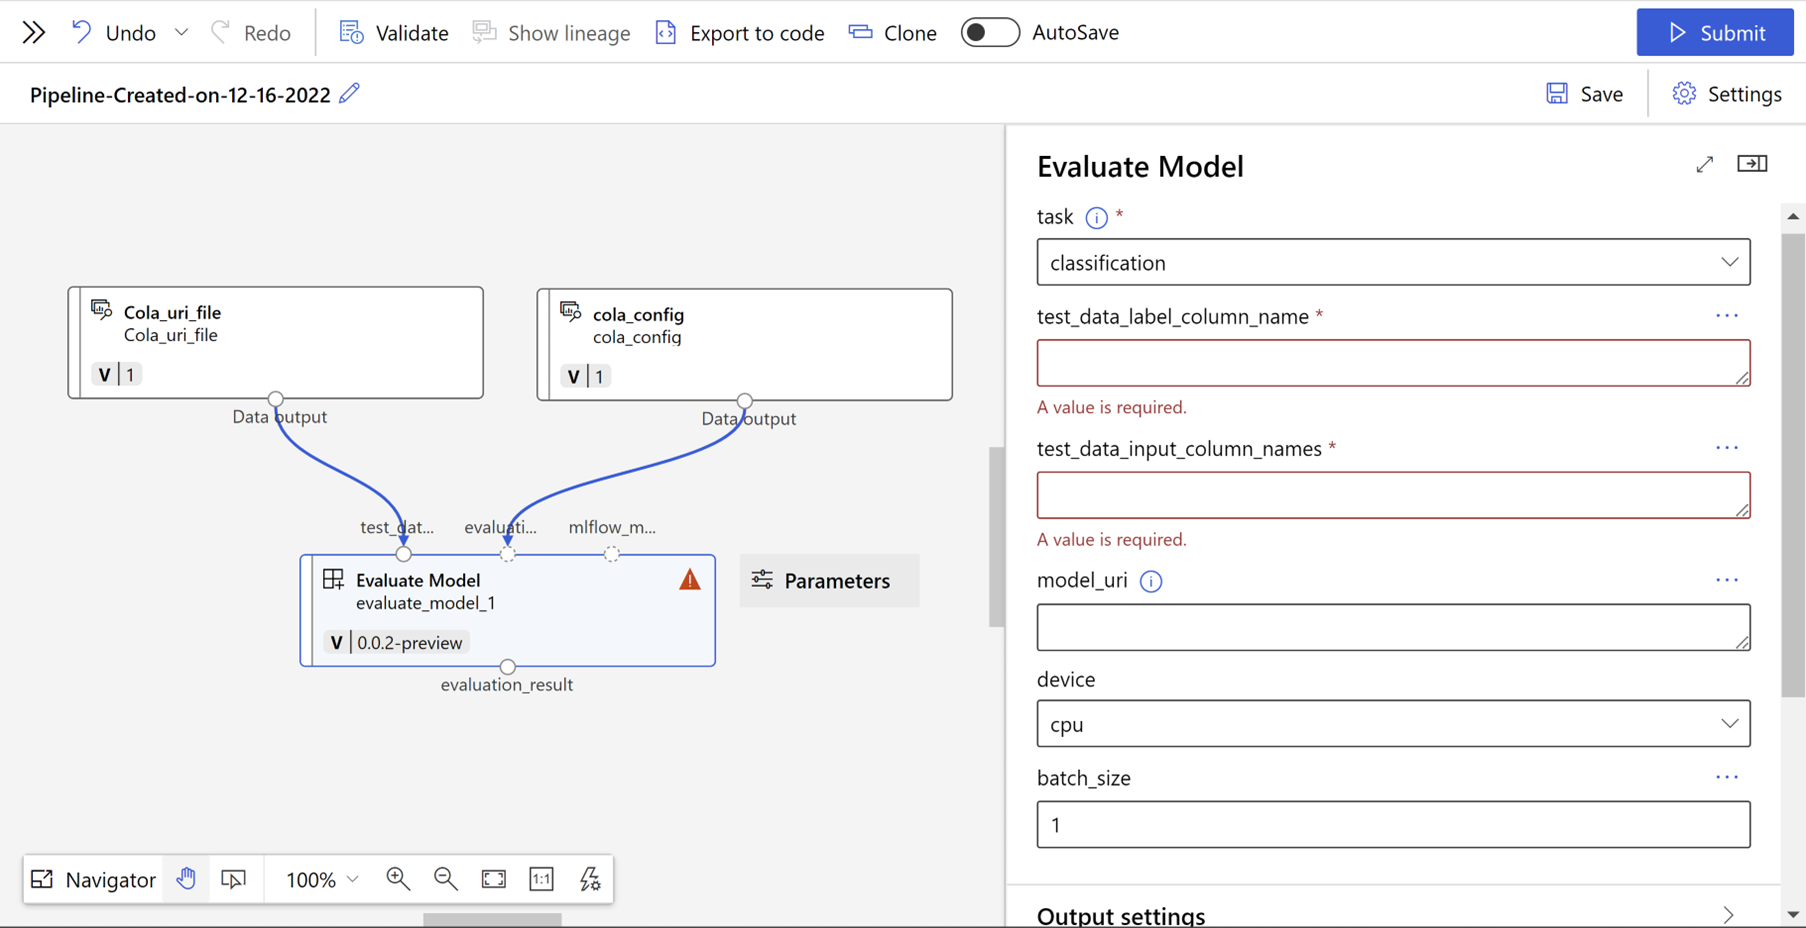 Undo
Redo
Validate
Show lineage
Export to code
Clone
AutoSave
Submit
Pipeline-Created-on-12-16-2022
Save
Settings
Cola_uri_file
Cola_uri_file
V 1
Data output
cola_config
cola_config
V 1
Data output
test_dat...
evaluati...
mlflow_m...
Evaluate Model
evaluate_model_1
V 0.0.2-preview
evaluation_result
Parameters
Navigator
100%
1:1
Evaluate Model
task *
classification
test_data_label_column_name *
A value is required.
test_data_input_column_names *
A value is required.
model_uri
device
cpu
batch_size
1
Output settings